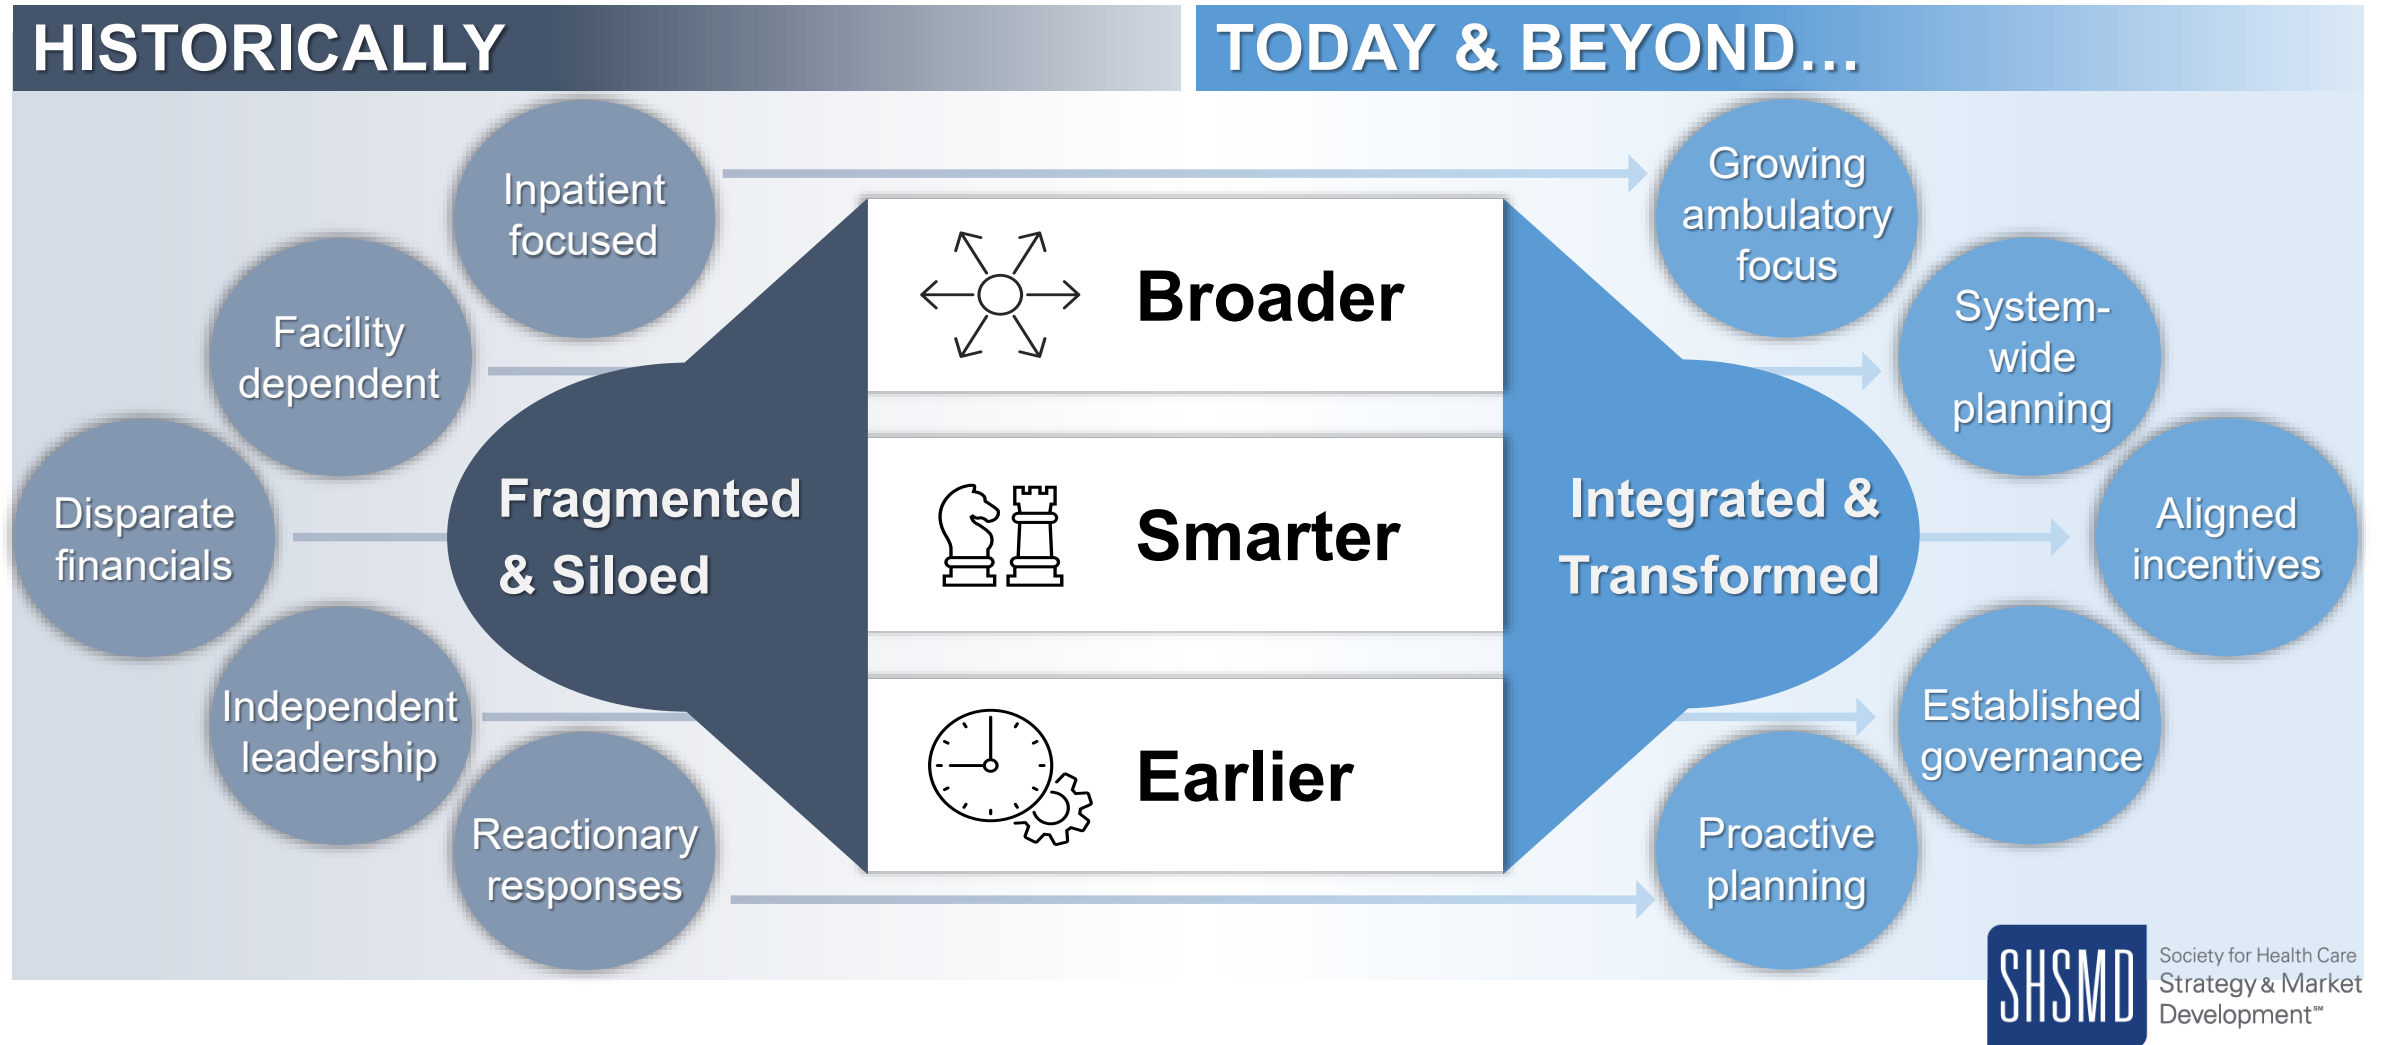 HISTORICALLY
TODAY & BEYOND...
Inpatient
focused
Facility
dependent
Disparate
financials
Independent
leadership
Reactionary
responses
Fragmented
& Siloed
Broader
Smarter
Earlier
Integrated &
Transformed
Growing
ambulatory
focus
System-
wide
planning
Aligned
incentives
Established
governance
Proactive
planning
SHSMD
Society for Health Care
Strategy & Market
Development℠